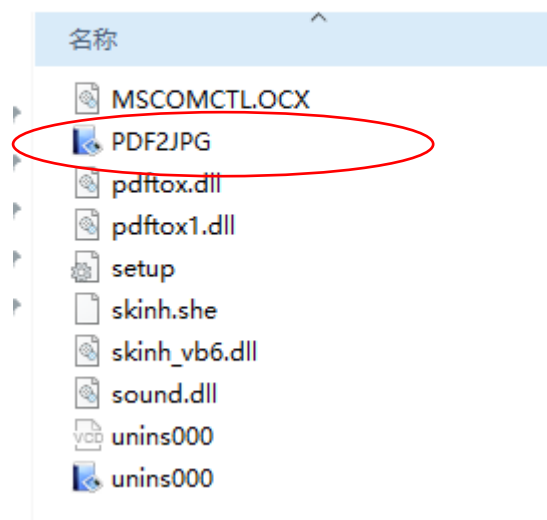 名称
MSCOMCTL.OCX
PDF2JPG
pdftox.dll
pdftox1.dll
setup
skinh.she
skinh_vb6.dll
sound.dll
unins000
unins000